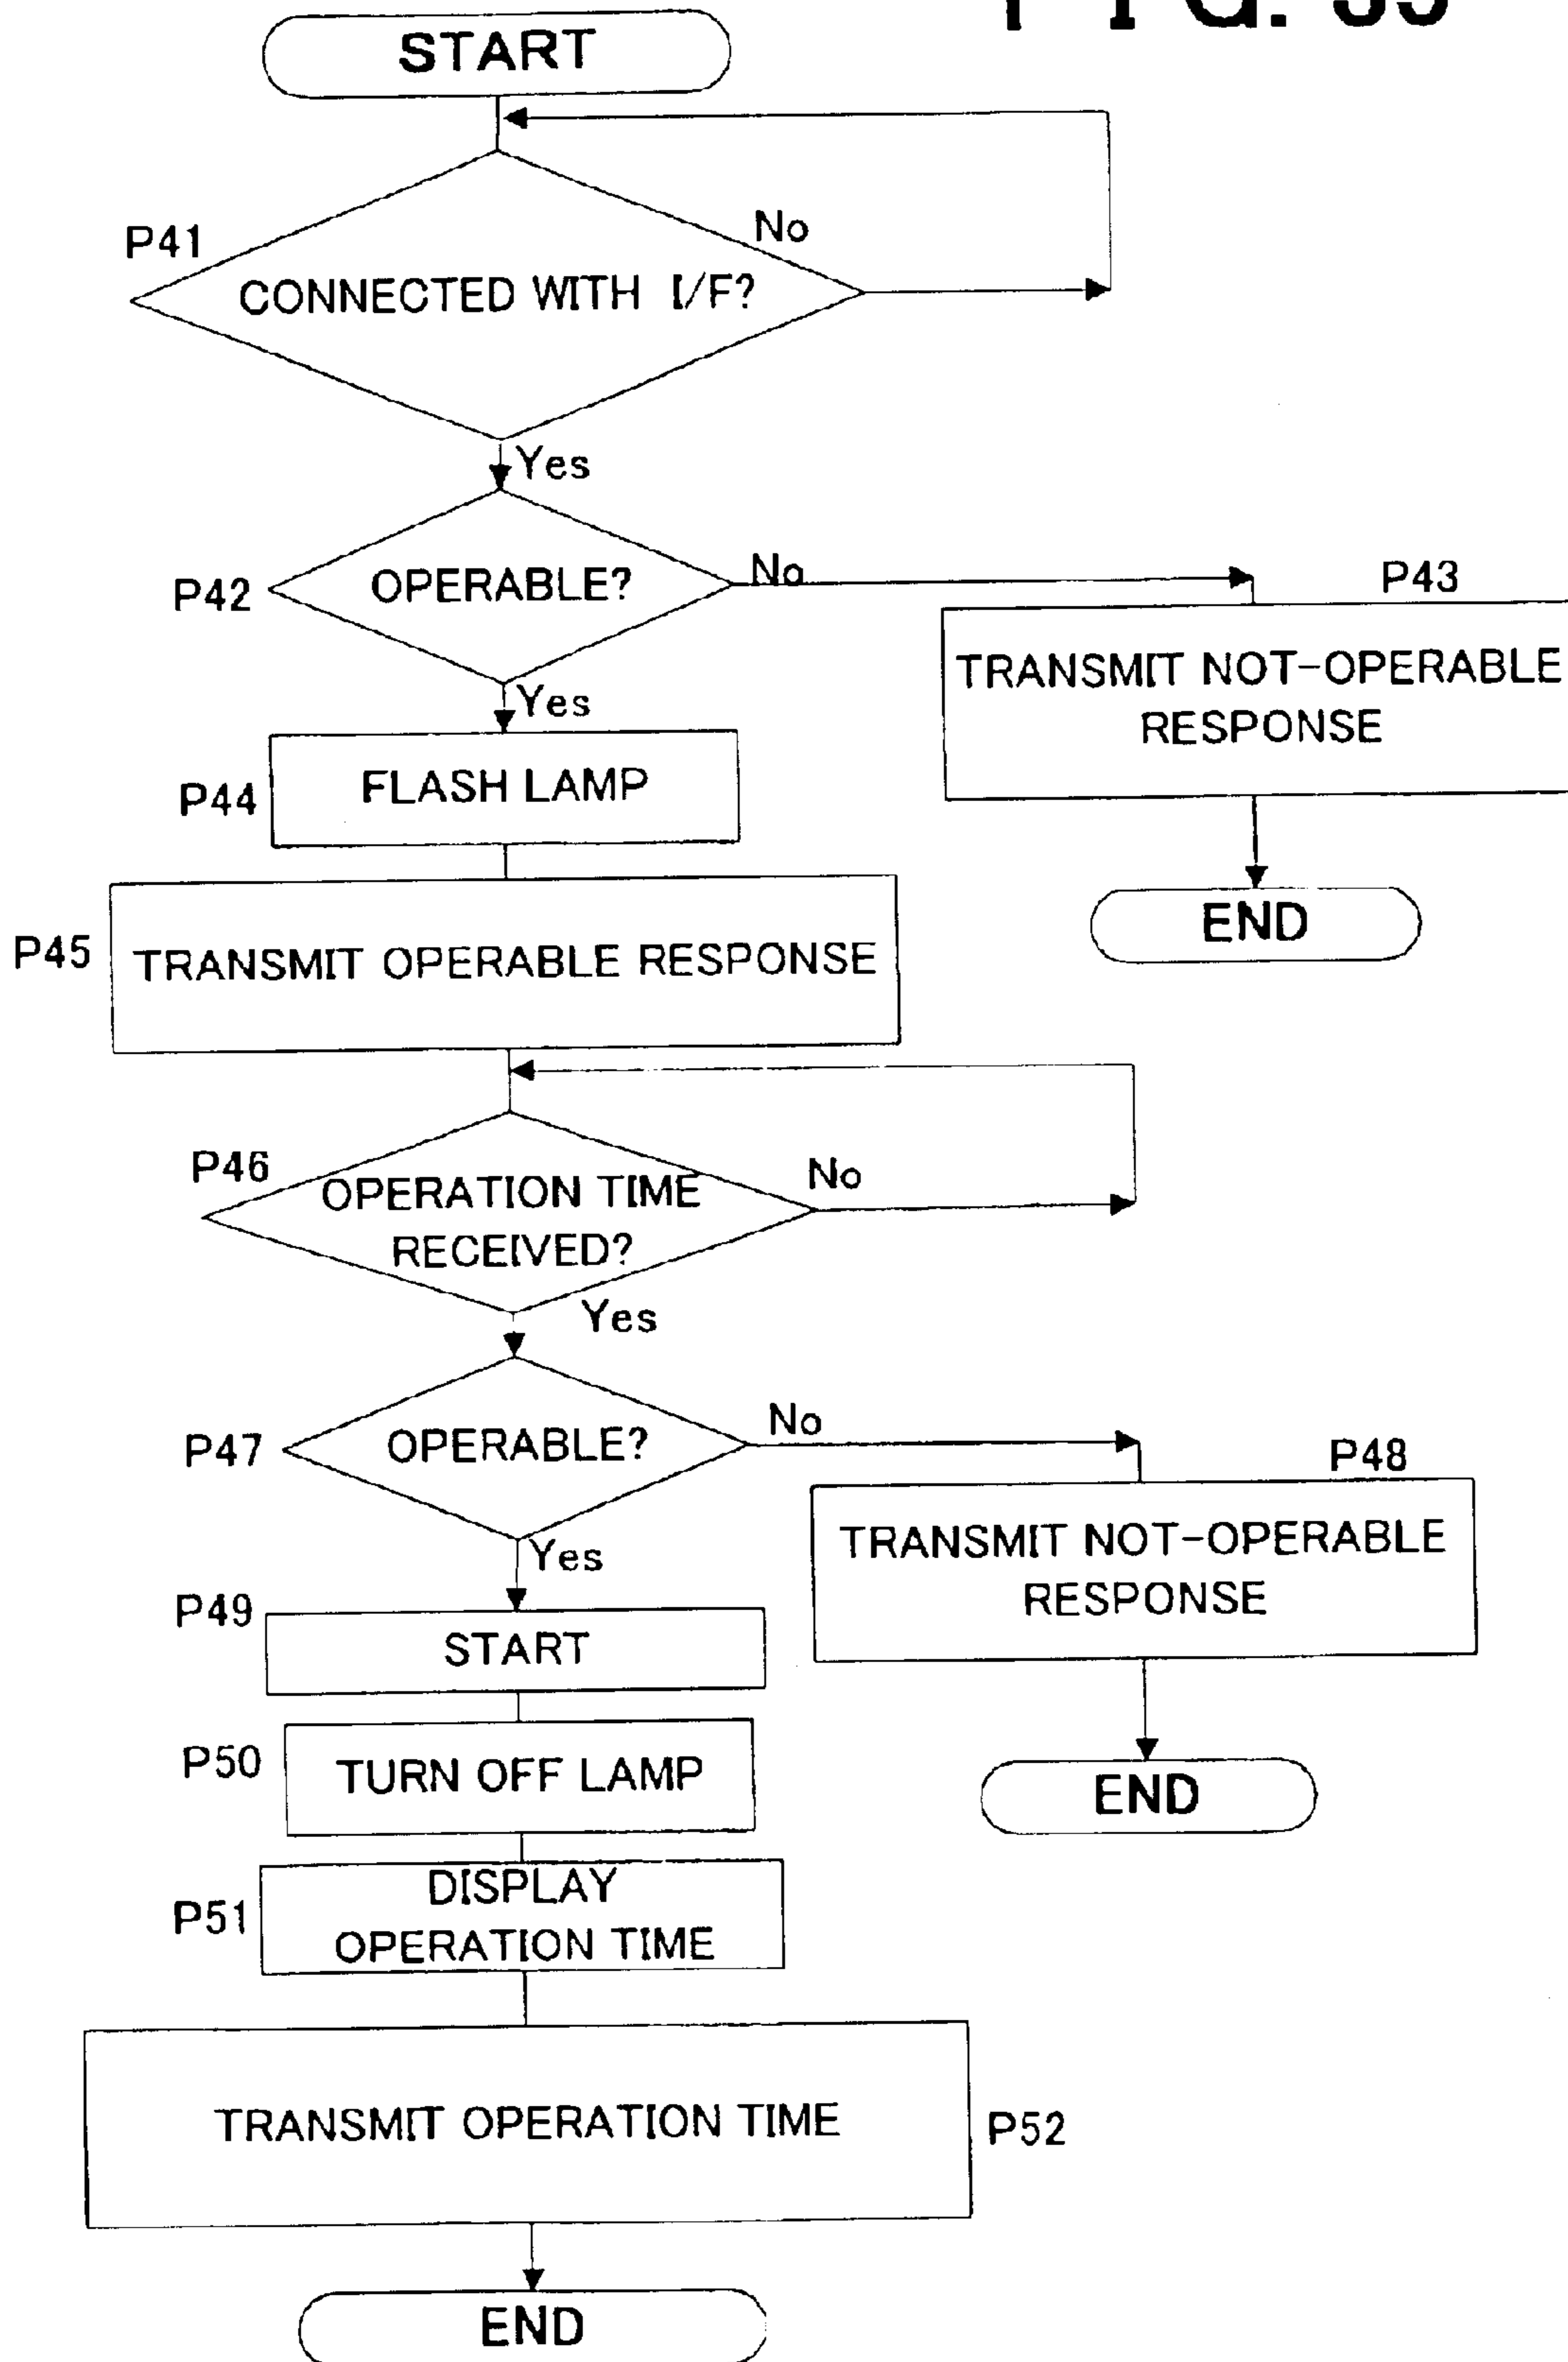 START
P41
No
CONNECTED WITH I/F?
Yes
P42
OPERABLE?
No
P43
TRANSMIT NOT-OPERABLE
RESPONSE
Yes
P44
FLASH LAMP
END
P45
TRANSMIT OPERABLE RESPONSE
P46
OPERATION TIME
RECEIVED?
No
Yes
P47
OPERABLE?
No
P48
TRANSMIT NOT-OPERABLE
RESPONSE
Yes
P49
START
P50
TURN OFF LAMP
END
P51
DISPLAY
OPERATION TIME
TRANSMIT OPERATION TIME
P52
END